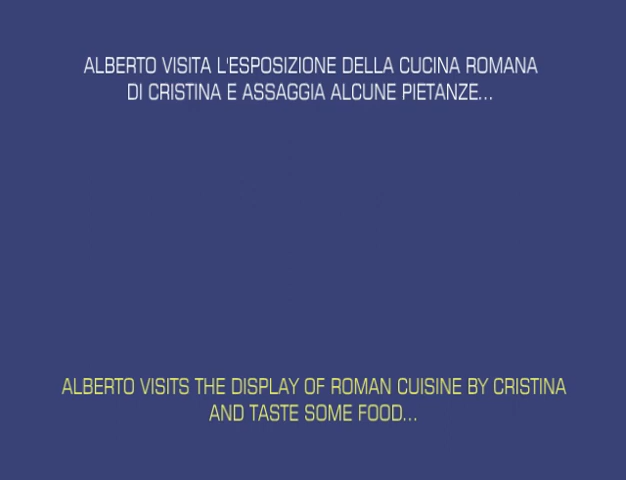 ALBERTO VISITA L'ESPOSIZIONE DELLA CUCINA ROMANA
DI CRISTINA E ASSAGGIA ALCUNE PIETANZE...
ALBERTO VISITS THE DISPLAY OF ROMAN CUISINE BY CRISTINA
AND TASTE SOME FOOD...